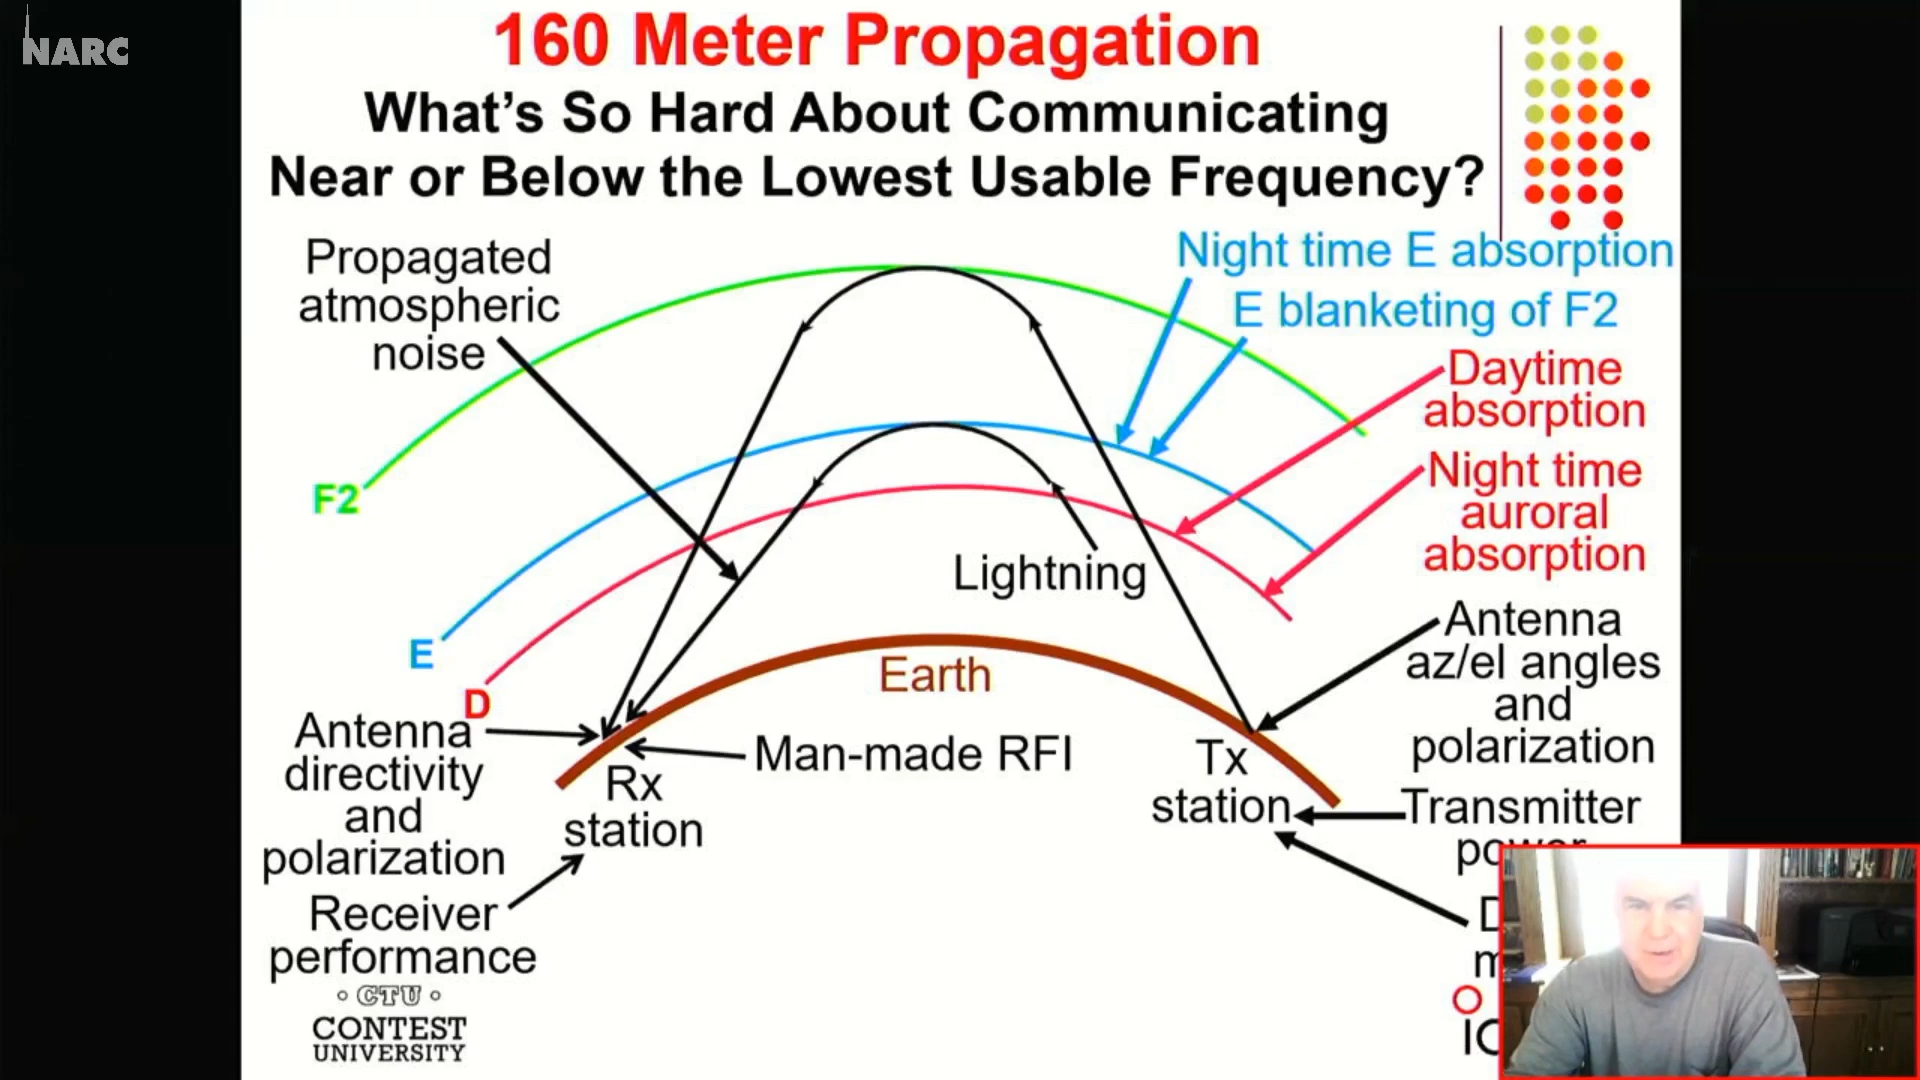 NARC
160 Meter Propagation
What's So Hard About Communicating
Near or Below the Lowest Usable Frequency?
Propagated
atmospheric
noise
Night time E absorption
E blanketing of F2
Daytime
absorption
Night time
auroral
absorption
F2
E
D
Lightning
Earth
Antenna
az/el angles
and
polarization
Antenna
directivity
and
polarization
Man-made RFI
Rx
station
Tx
station
Transmitter
power
Receiver
performance
CTU
CONTEST
UNIVERSITY